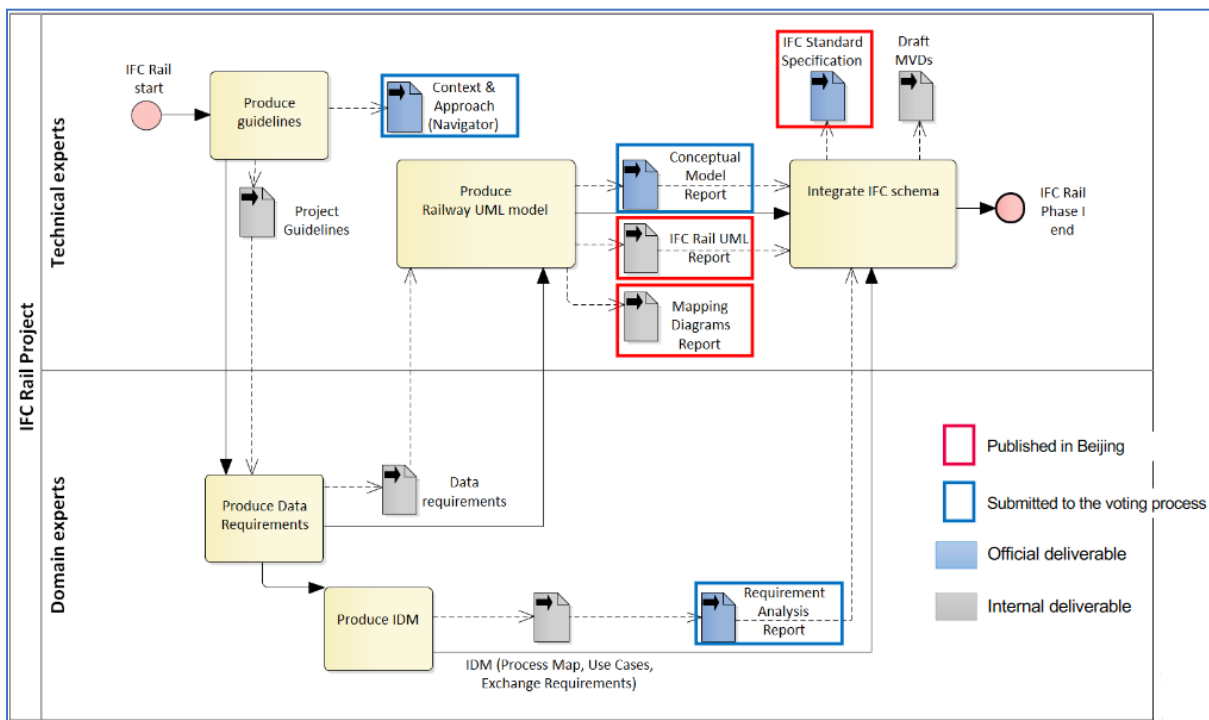 IFC Rail Project
Technical experts
IFC Rail
start
Produce
guidelines
Context &
Approach
(Navigator)
IFC Standard
Specification
Draft
MVDs
Project
Guidelines
Produce
Railway UML model
Conceptual
Model
Report
IFC Rail UML
Report
Mapping
Diagrams
Report
Integrate IFC schema
IFC Rail
Phase I
end
Domain experts
Produce Data
Requirements
Data
requirements
Produce IDM
IDM (Process Map, Use Cases,
Exchange Requirements)
Requirement
Analysis
Report
Published in Beijing
Submitted to the voting process
Official deliverable
Internal deliverable